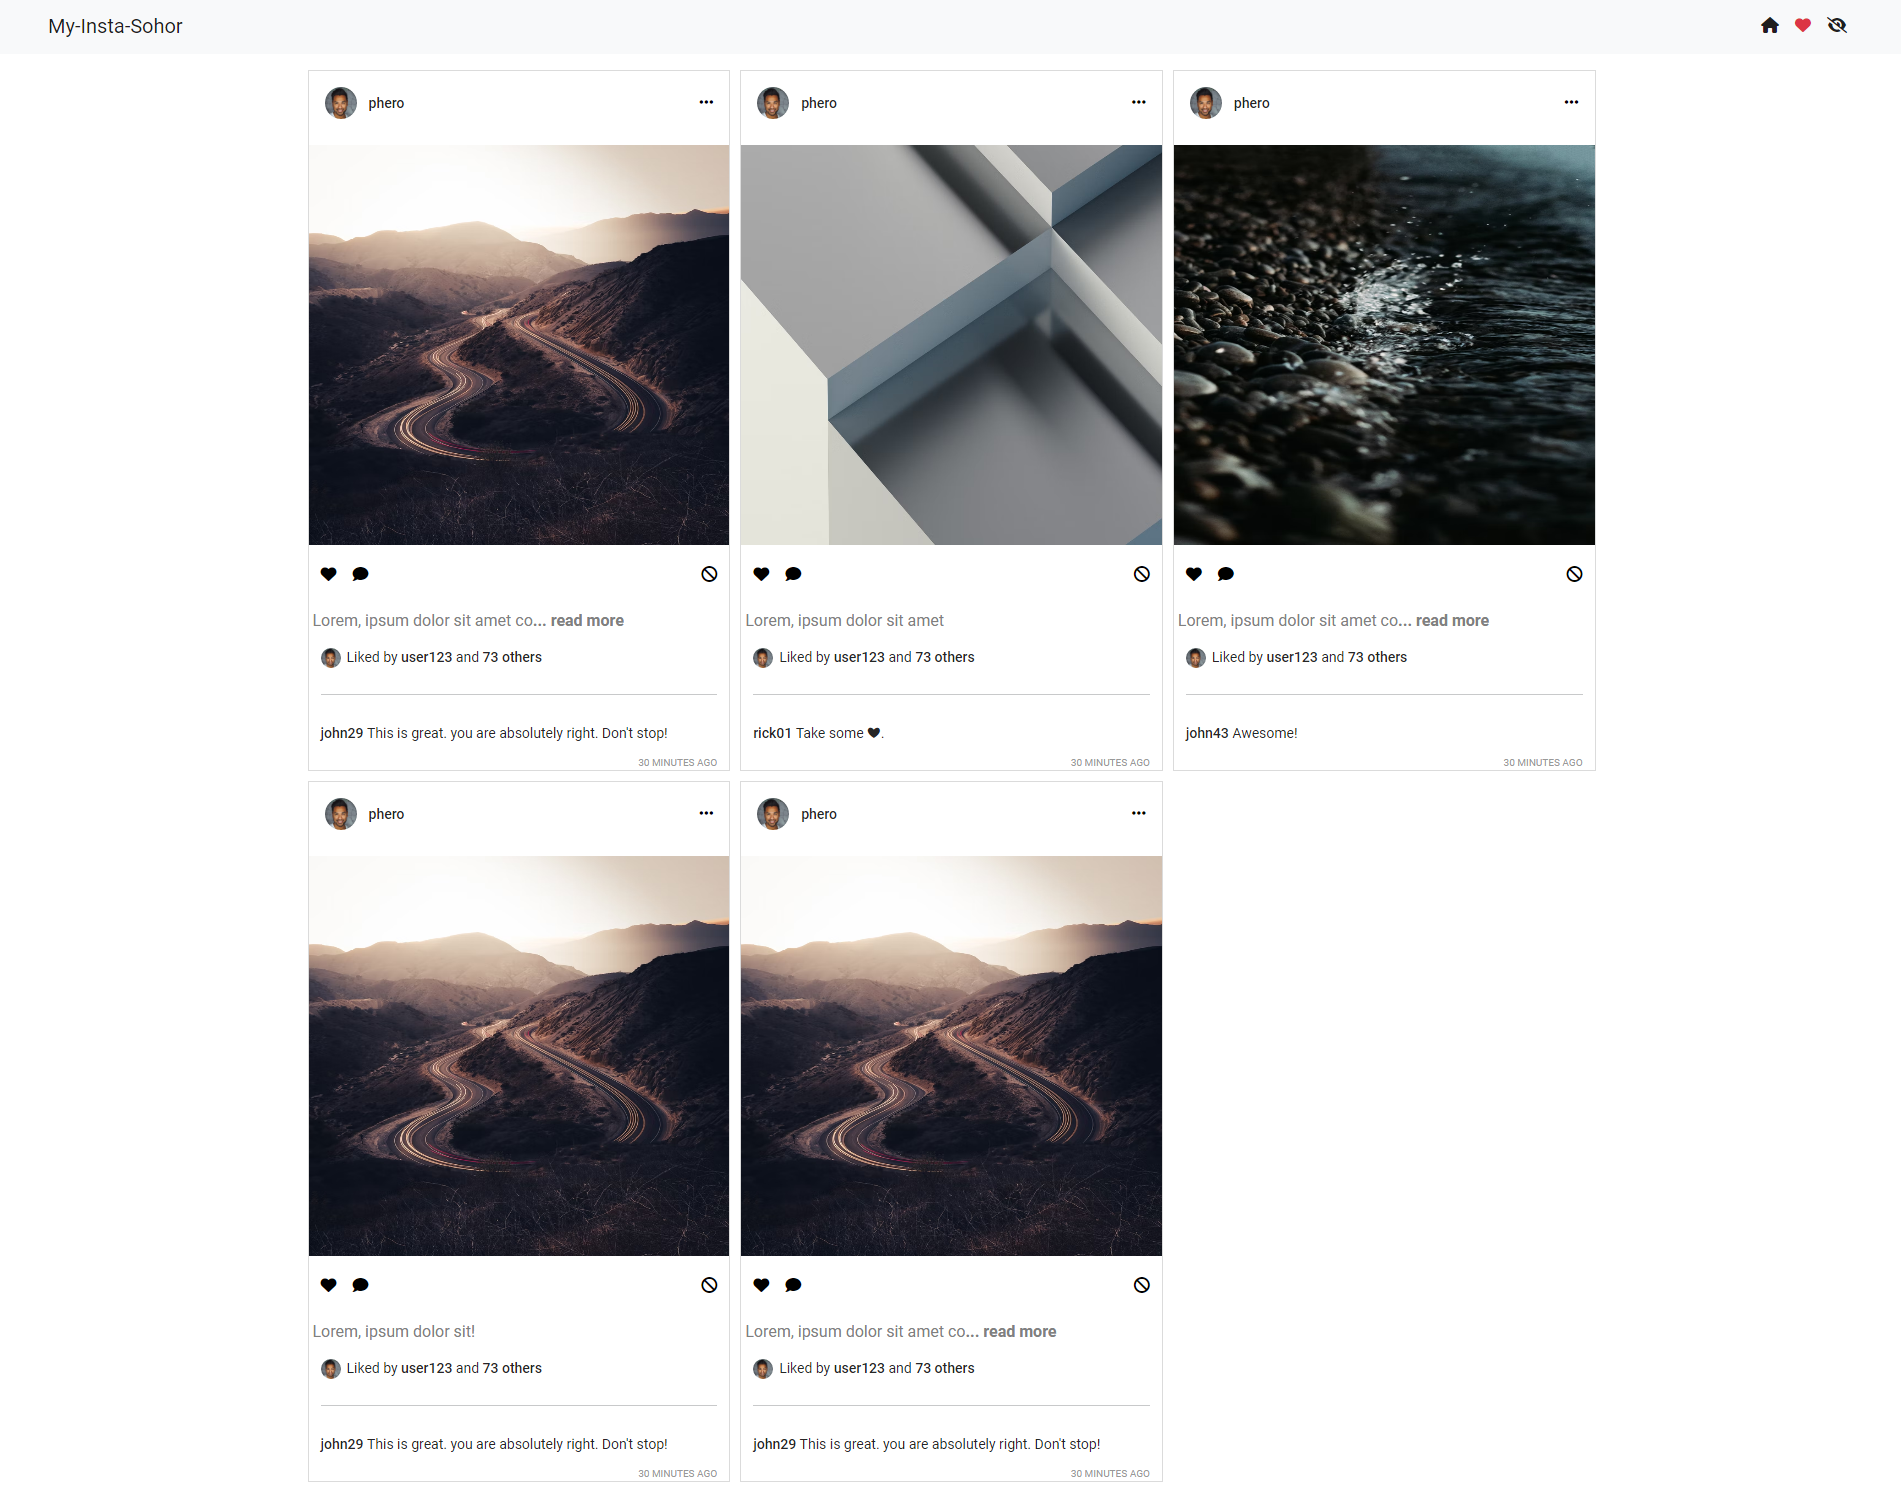 My-Insta-Sohor
phero
phero
phero
Lorem, ipsum dolor sit amet co... read more
Lorem, ipsum dolor sit amet
Lorem, ipsum dolor sit amet co... read more
Liked by user123 and 73 others
Liked by user123 and 73 others
Liked by user123 and 73 others
john29 This is great. you are absolutely right. Don't stop!
rick01 Take some 🖤.
john43 Awesome!
30 MINUTES AGO
30 MINUTES AGO
30 MINUTES AGO
phero
phero
Lorem, ipsum dolor sit!
Lorem, ipsum dolor sit amet co... read more
Liked by user123 and 73 others
Liked by user123 and 73 others
john29 This is great. you are absolutely right. Don't stop!
john29 This is great. you are absolutely right. Don't stop!
30 MINUTES AGO
30 MINUTES AGO